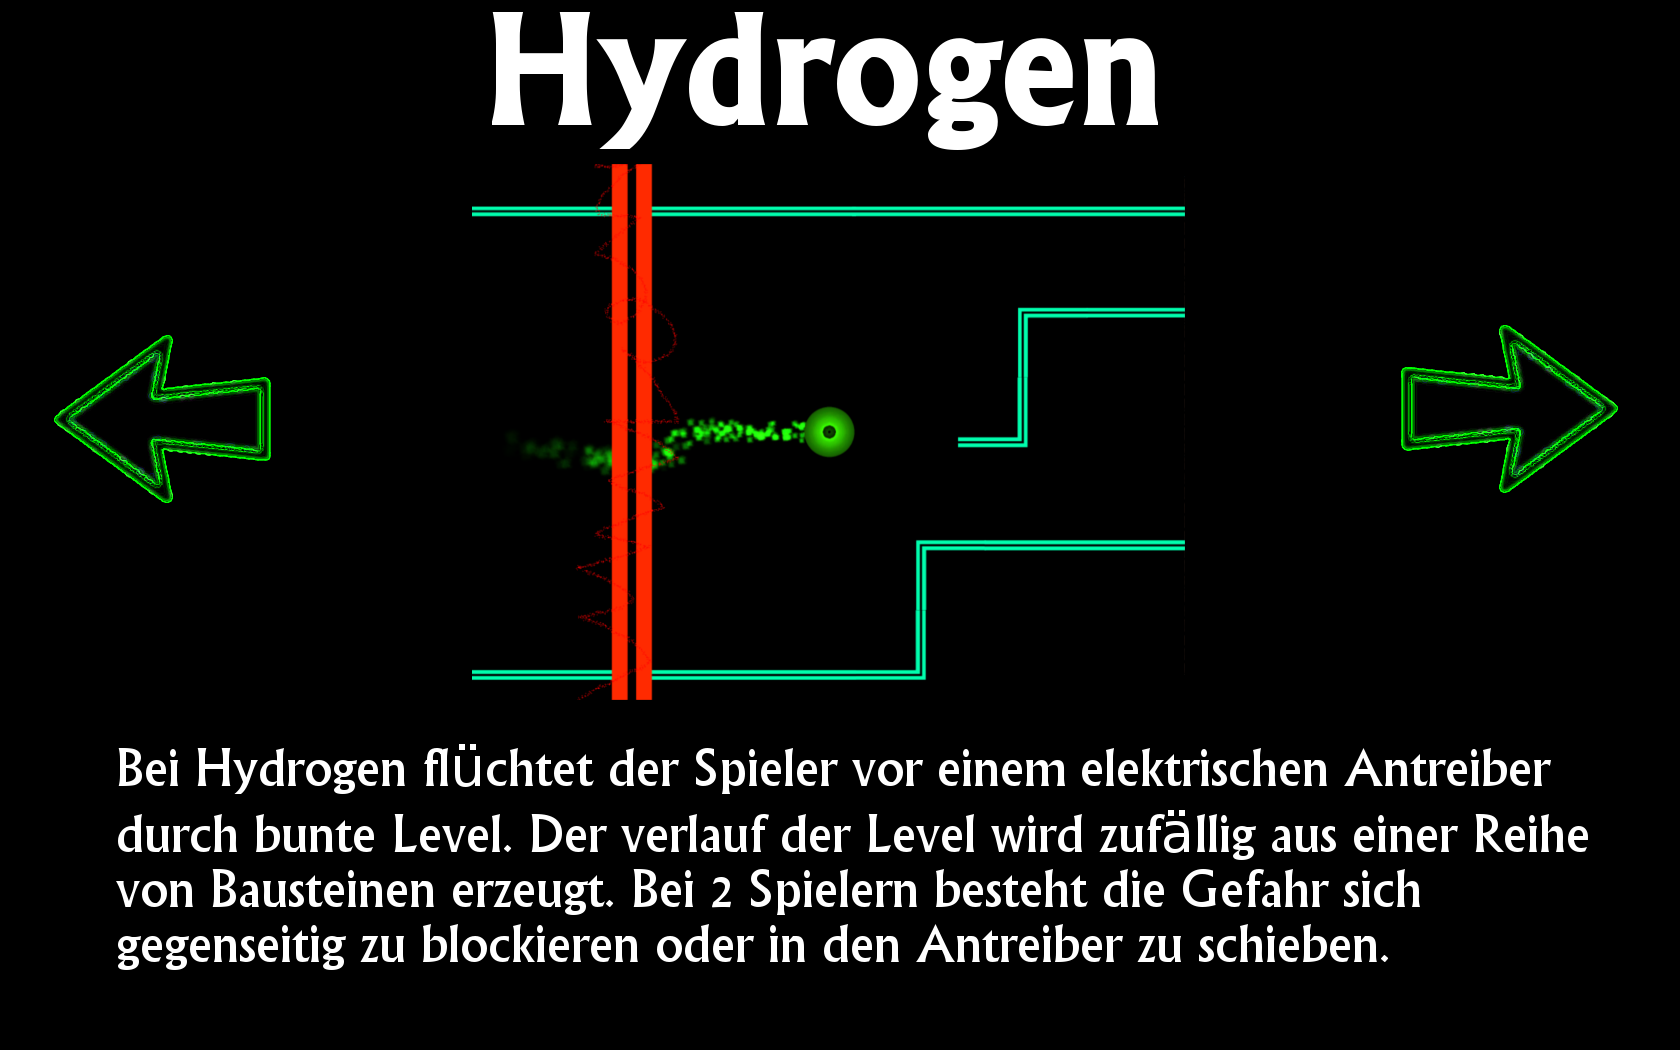 Hydrogen
Bei Hydrogen flüchtet der Spieler vor einem elektrischen Antreiber
durch bunte Level. Der verlauf der Level wird zufällig aus einer Reihe
von Bausteinen erzeugt. Bei 2 Spielern besteht die Gefahr sich
gegenseitig zu blockieren oder in den Antreiber zu schieben.